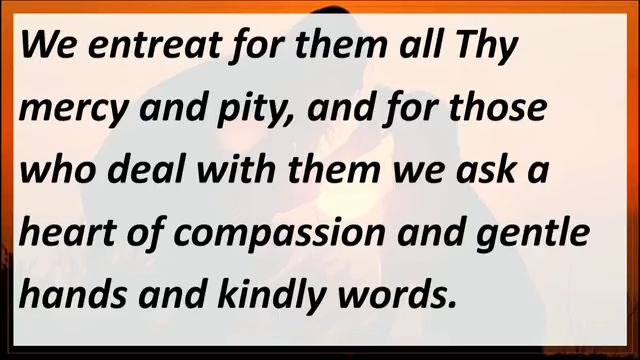 We entreat for them all Thy
mercy and pity, and for those
who deal with them we ask a
heart of compassion and gentle
hands and kindly words.